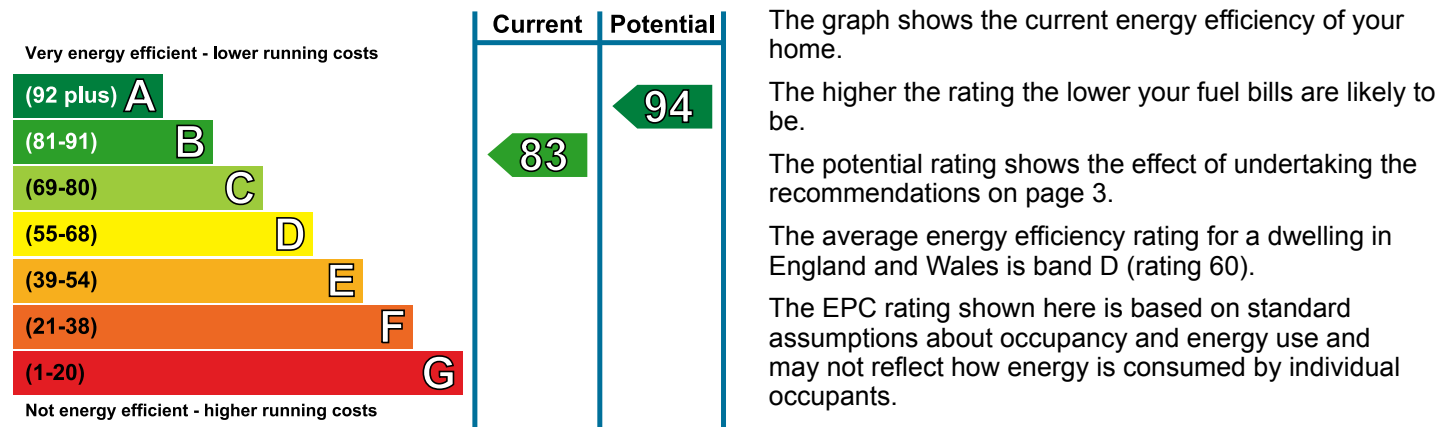 Current Potential
Very energy efficient - lower running costs
(92 plus) A
(81-91) B
(69-80) C
(55-68) D
(39-54) E
(21-38) F
(1-20) G
Not energy efficient - higher running costs
83
94
The graph shows the current energy efficiency of your
home.
The higher the rating the lower your fuel bills are likely to
be.
The potential rating shows the effect of undertaking the
recommendations on page 3.
The average energy efficiency rating for a dwelling in
England and Wales is band D (rating 60).
The EPC rating shown here is based on standard
assumptions about occupancy and energy use and
may not reflect how energy is consumed by individual
occupants.